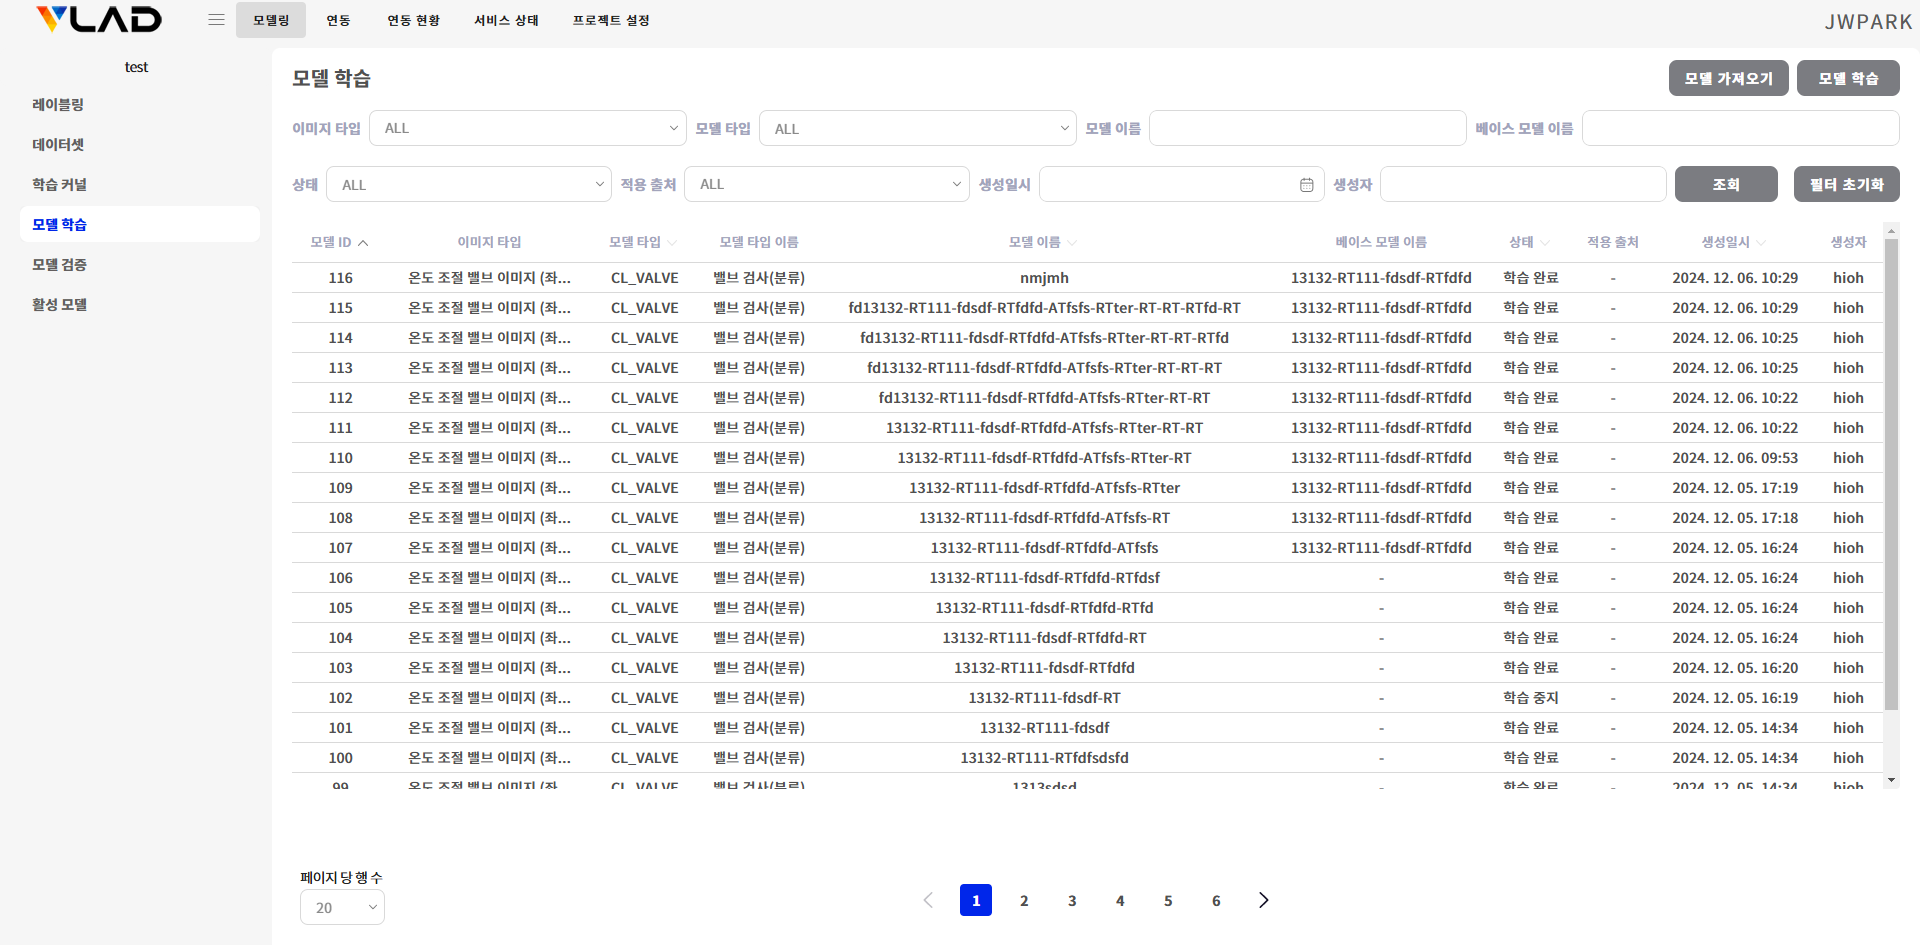 VLAD
모델링 연동 연동 현황 서비스 상태 프로젝트 설정
JWPARK
test
레이블링
데이터셋
학습 커널
모델 학습
모델 검증
활성 모델
모델 학습
모델 가져오기 모델 학습
이미지 타입 ALL 모델 타입 ALL 모델 이름 베이스 모델 이름
상태 ALL 적용 출처 ALL 생성일시 생성자 조회 필터 초기화
모델 ID 이미지 타입 모델 타입 모델 타입 이름 모델 이름 베이스 모델 이름 상태 적용 출처 생성일시 생성자
116 온도 조절 밸브 이미지 (좌... CL_VALVE 밸브 검사(분류) nmjmh 13132-RT111-fdsdf-RTfdfd 학습 완료 - 2024. 12. 06. 10:29 hioh
115 온도 조절 밸브 이미지 (좌... CL_VALVE 밸브 검사(분류) fd13132-RT111-fdsdf-RTfdfd-ATfsfs-RTter-RT-RT-RTfd-RT 13132-RT111-fdsdf-RTfdfd 학습 완료 - 2024. 12. 06. 10:29 hioh
114 온도 조절 밸브 이미지 (좌... CL_VALVE 밸브 검사(분류) fd13132-RT111-fdsdf-RTfdfd-ATfsfs-RTter-RT-RT-RTfd 13132-RT111-fdsdf-RTfdfd 학습 완료 - 2024. 12. 06. 10:25 hioh
113 온도 조절 밸브 이미지 (좌... CL_VALVE 밸브 검사(분류) fd13132-RT111-fdsdf-RTfdfd-ATfsfs-RTter-RT-RT-RT 13132-RT111-fdsdf-RTfdfd 학습 완료 - 2024. 12. 06. 10:25 hioh
112 온도 조절 밸브 이미지 (좌... CL_VALVE 밸브 검사(분류) fd13132-RT111-fdsdf-RTfdfd-ATfsfs-RTter-RT-RT 13132-RT111-fdsdf-RTfdfd 학습 완료 - 2024. 12. 06. 10:22 hioh
111 온도 조절 밸브 이미지 (좌... CL_VALVE 밸브 검사(분류) 13132-RT111-fdsdf-RTfdfd-ATfsfs-RTter-RT-RT 13132-RT111-fdsdf-RTfdfd 학습 완료 - 2024. 12. 06. 10:22 hioh
110 온도 조절 밸브 이미지 (좌... CL_VALVE 밸브 검사(분류) 13132-RT111-fdsdf-RTfdfd-ATfsfs-RTter-RT 13132-RT111-fdsdf-RTfdfd 학습 완료 - 2024. 12. 06. 09:53 hioh
109 온도 조절 밸브 이미지 (좌... CL_VALVE 밸브 검사(분류) 13132-RT111-fdsdf-RTfdfd-ATfsfs-RTter 13132-RT111-fdsdf-RTfdfd 학습 완료 - 2024. 12. 05. 17:19 hioh
108 온도 조절 밸브 이미지 (좌... CL_VALVE 밸브 검사(분류) 13132-RT111-fdsdf-RTfdfd-ATfsfs-RT 13132-RT111-fdsdf-RTfdfd 학습 완료 - 2024. 12. 05. 17:18 hioh
107 온도 조절 밸브 이미지 (좌... CL_VALVE 밸브 검사(분류) 13132-RT111-fdsdf-RTfdfd-ATfsfs 13132-RT111-fdsdf-RTfdfd 학습 완료 - 2024. 12. 05. 16:24 hioh
106 온도 조절 밸브 이미지 (좌... CL_VALVE 밸브 검사(분류) 13132-RT111-fdsdf-RTfdfd-RTfdsf - 학습 완료 - 2024. 12. 05. 16:24 hioh
105 온도 조절 밸브 이미지 (좌... CL_VALVE 밸브 검사(분류) 13132-RT111-fdsdf-RTfdfd-RTfd - 학습 완료 - 2024. 12. 05. 16:24 hioh
104 온도 조절 밸브 이미지 (좌... CL_VALVE 밸브 검사(분류) 13132-RT111-fdsdf-RTfdfd-RT - 학습 완료 - 2024. 12. 05. 16:24 hioh
103 온도 조절 밸브 이미지 (좌... CL_VALVE 밸브 검사(분류) 13132-RT111-fdsdf-RTfdfd - 학습 완료 - 2024. 12. 05. 16:20 hioh
102 온도 조절 밸브 이미지 (좌... CL_VALVE 밸브 검사(분류) 13132-RT111-fdsdf-RT - 학습 중지 - 2024. 12. 05. 16:19 hioh
101 온도 조절 밸브 이미지 (좌... CL_VALVE 밸브 검사(분류) 13132-RT111-fdsdf - 학습 완료 - 2024. 12. 05. 14:34 hioh
100 온도 조절 밸브 이미지 (좌... CL_VALVE 밸브 검사(분류) 13132-RT111-RTfdfsdsfd - 학습 완료 - 2024. 12. 05. 14:34 hioh
99 온도 조절 밸브 이미지 (좌... CL_VALVE 밸브 검사(분류) 1313sdsd - 학습 완료 - 2024. 12. 05. 14:34 hioh
페이지 당 행 수
20
1 2 3 4 5 6